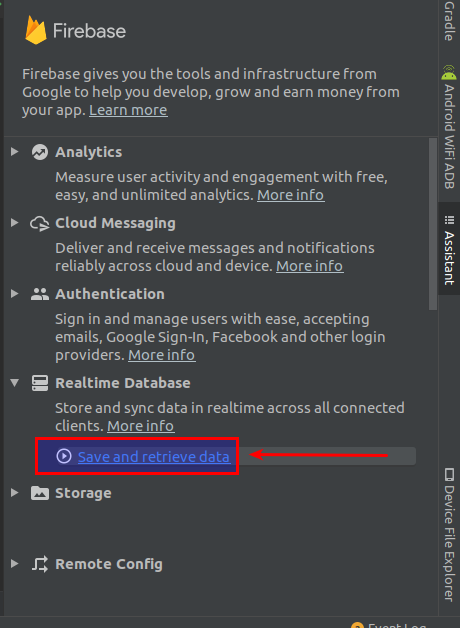 Firebase
Firebase gives you the tools and infrastructure from
Google to help you develop, grow and earn money from
your app. Learn more
Analytics
Measure user activity and engagement with free,
easy, and unlimited analytics. More info
Cloud Messaging
Deliver and receive messages and notifications
reliably across cloud and device. More info
Authentication
Sign in and manage users with ease, accepting
emails, Google Sign-In, Facebook and other login
providers. More info
Realtime Database
Store and sync data in realtime across all connected
clients. More info
Save and retrieve data
Storage
Remote Config
Gradle
Android WiFi ADB
Assistant
Device File Explorer
Event Log